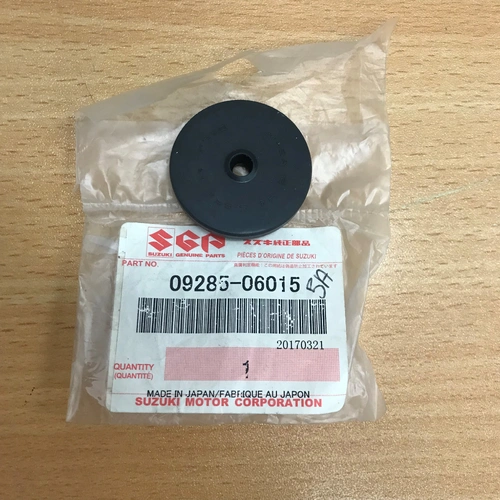 SGP スズキ純正部品
SUZUKI GENUINE PARTS PIÈCES D'ORIGINE DE SUZUKI
PART NO.
09285-06015 5A
20170321
QUANTITY 1
(QUANTITÉ)
MADE IN JAPAN/FABRIQUE AU JAPON
SUZUKI MOTOR CORPORATION